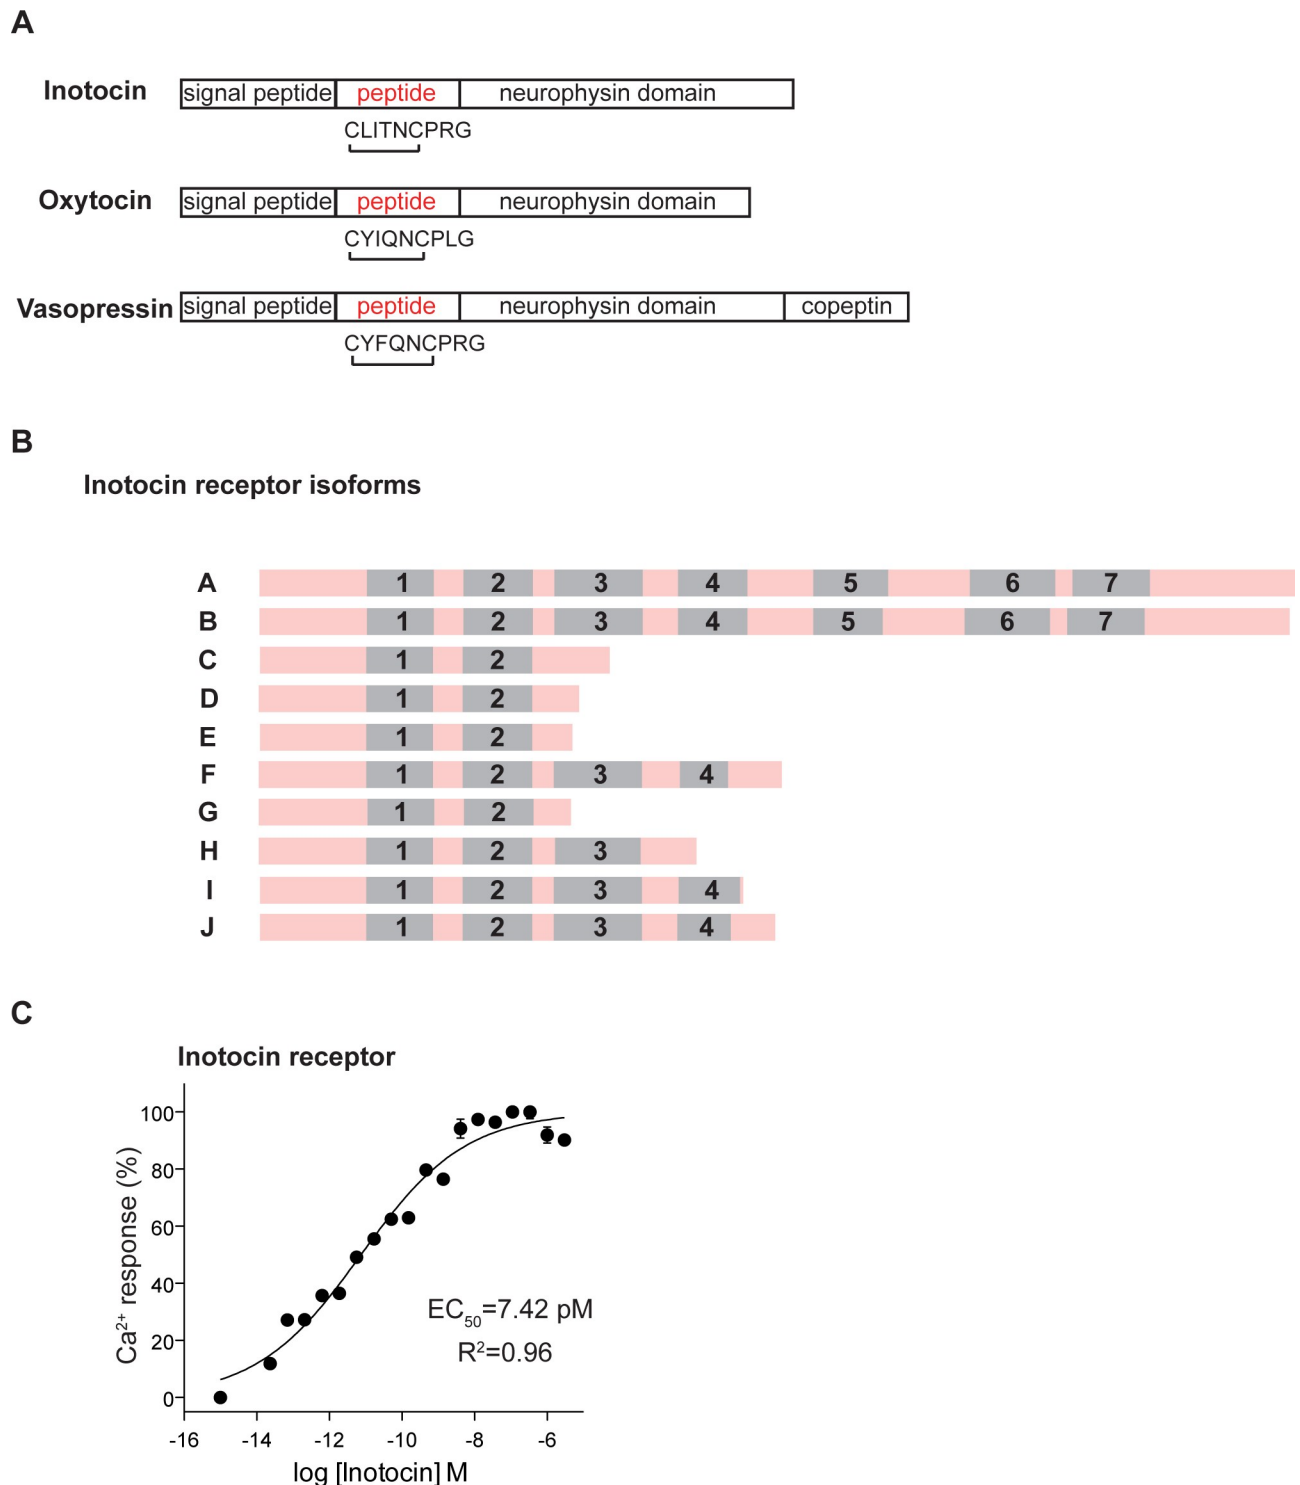 A
Inotocin signal peptide peptide neurophysin domain
CLITNCPRG
Oxytocin signal peptide peptide neurophysin domain
CYIQNCPLG
Vasopressin signal peptide peptide neurophysin domain copeptin
CYFQNCPRG
B
Inotocin receptor isoforms
A 1 2 3 4 5 6 7
B 1 2 3 4 5 6 7
C 1 2
D 1 2
E 1 2
F 1 2 3 4
G 1 2
H 1 2 3
I 1 2 3 4
J 1 2 3 4
C
Inotocin receptor
Ca²⁺ response (%)
100
80
60
40
20
0
EC₅₀=7.42 pM
R²=0.96
-16 -14 -12 -10 -8 -6
log [Inotocin] M